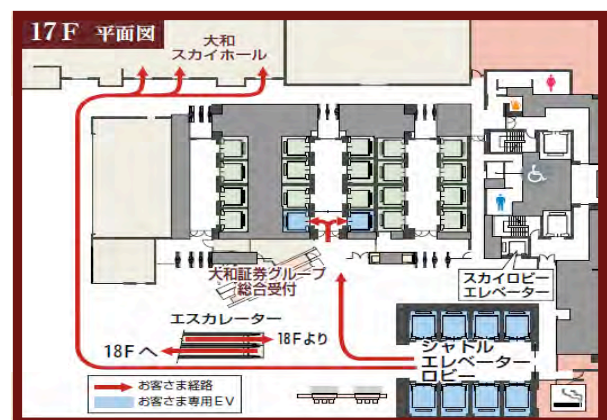 17F 平面図
大和
スカイホール
大和証券グループ
総合受付
スカイロビー
エレベーター
エスカレーター
18Fより
18Fへ
シャトル
エレベーター
ロビー
お客さま経路
お客さま専用EV